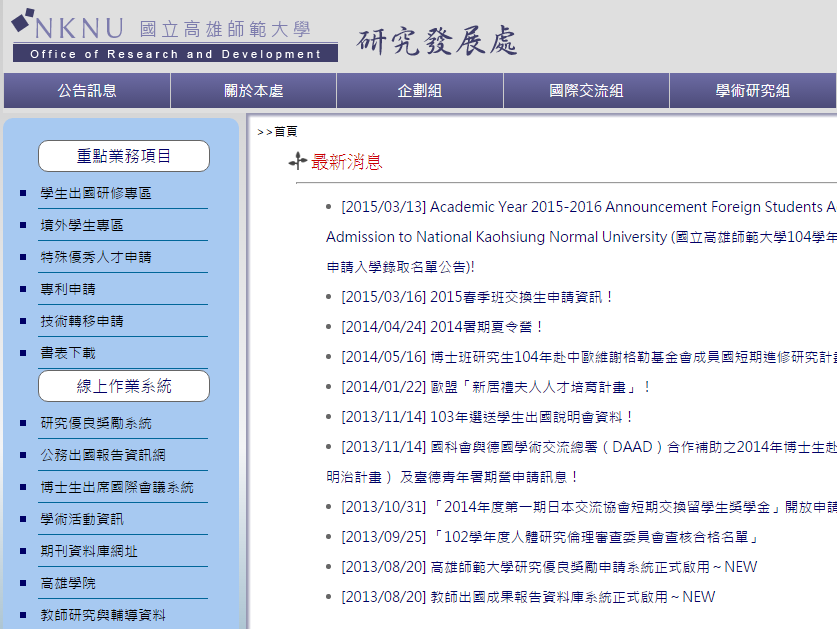 NKNU 國立高雄師範大學
Office of Research and Development
研究發展處
公告訊息 關於本處 企劃組 國際交流組 學術研究組
重點業務項目
學生出國研修專區
境外學生專區
特殊優秀人才申請
專利申請
技術轉移申請
書表下載
線上作業系統
研究優良獎勵系統
公務出國報告資訊網
博士生出席國際會議系統
學術活動資訊
期刊資料庫網址
高雄學院
教師研究與輔導資料
>>首頁
最新消息
[2015/03/13] Academic Year 2015-2016 Announcement Foreign Students A
Admission to National Kaohsiung Normal University (國立高雄師範大學104學年
申請入學錄取名單公告)!
[2015/03/16] 2015春季班交換生申請資訊！
[2014/04/24] 2014暑期夏令營！
[2014/05/16] 博士班研究生104年赴中歐維謝格勒基金會成員國短期進修研究計畫
[2014/01/22] 歐盟「新居禮夫人人才培育計畫」！
[2013/11/14] 103年選送學生出國說明會資料！
[2013/11/14] 國科會與德國學術交流總署（DAAD）合作補助之2014年博士生赴
明治計畫） 及臺德青年暑期營申請訊息！
[2013/10/31] 「2014年度第一期日本交流協會短期交換留學生獎學金」開放申請
[2013/09/25] 「102學年度人體研究倫理審查委員會查核合格名單」
[2013/08/20] 高雄師範大學研究優良獎勵申請系統正式啟用～NEW
[2013/08/20] 教師出國成果報告資料庫系統正式啟用～NEW